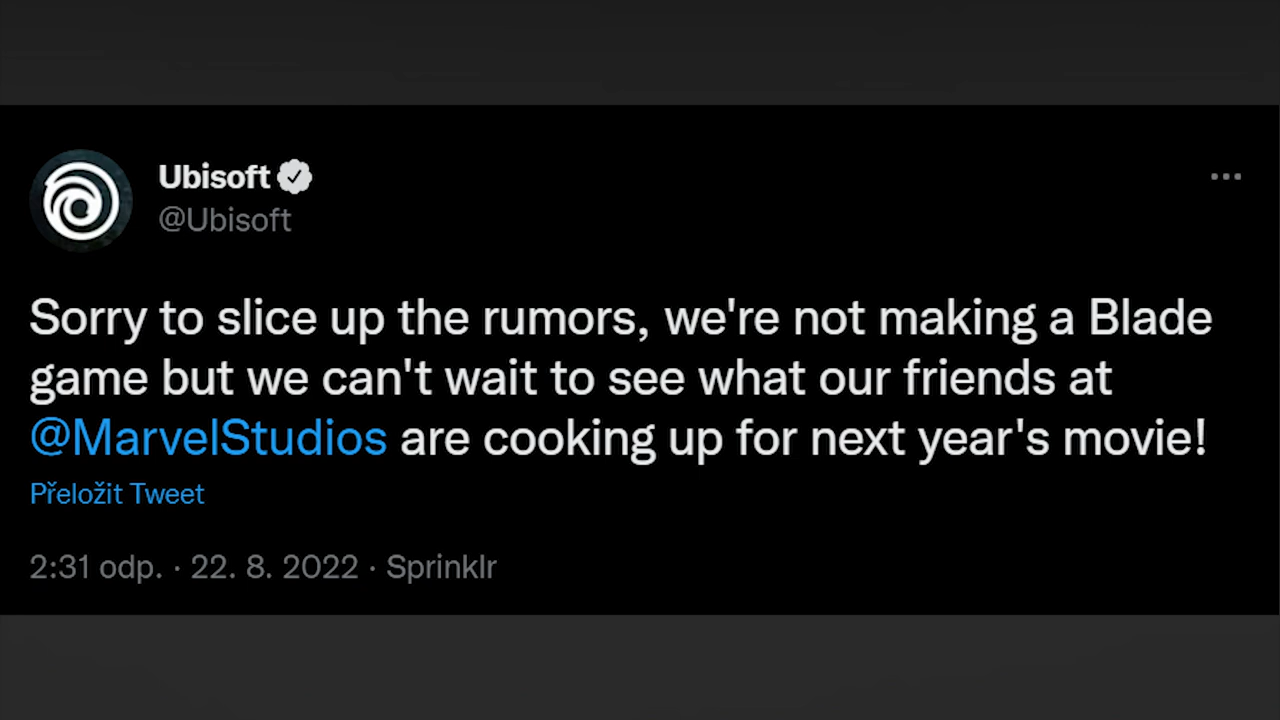 Ubisoft
@Ubisoft
Sorry to slice up the rumors, we're not making a Blade
game but we can't wait to see what our friends at
@MarvelStudios are cooking up for next year's movie!
Přeložit Tweet
2:31 odp. · 22. 8. 2022 · Sprinklr